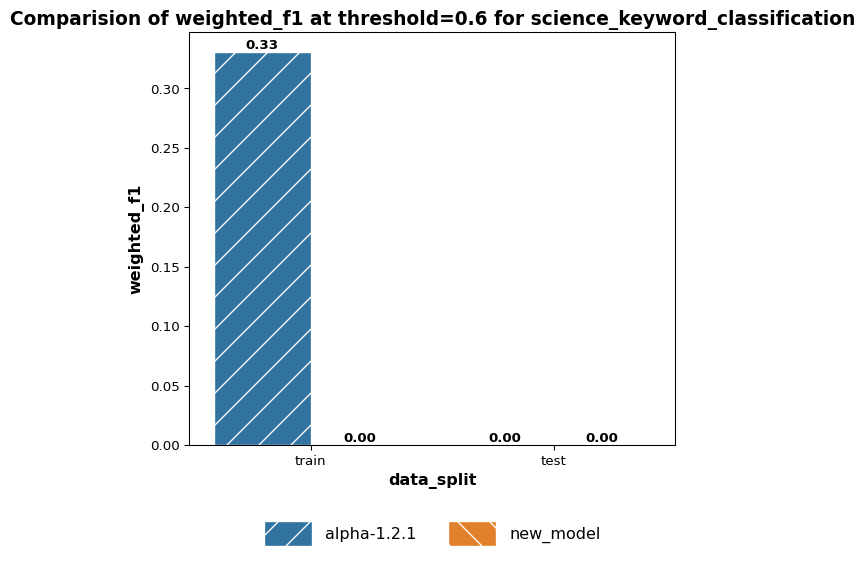 Comparision of weighted_f1 at threshold=0.6 for science_keyword_classification
0.33
0.00
0.00
0.00
0.30
0.25
0.20
0.15
0.10
0.05
0.00
weighted_f1
train
test
data_split
alpha-1.2.1
new_model